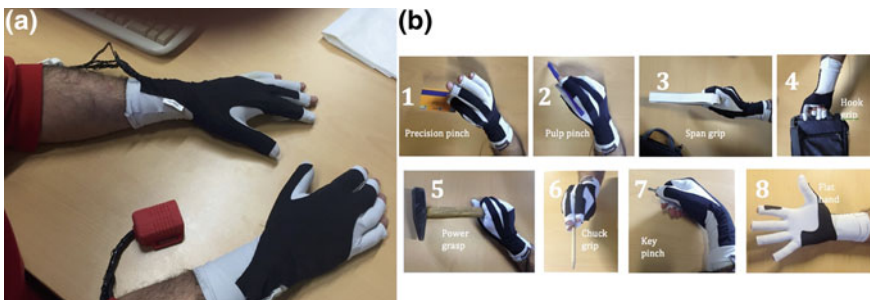 (a)
(b)
1
Precision pinch
2
Pulp pinch
3
Span grip
4
Hook
grip
5
Power
grasp
6
Chuck
grip
7
Key
pinch
8
Flat
hand